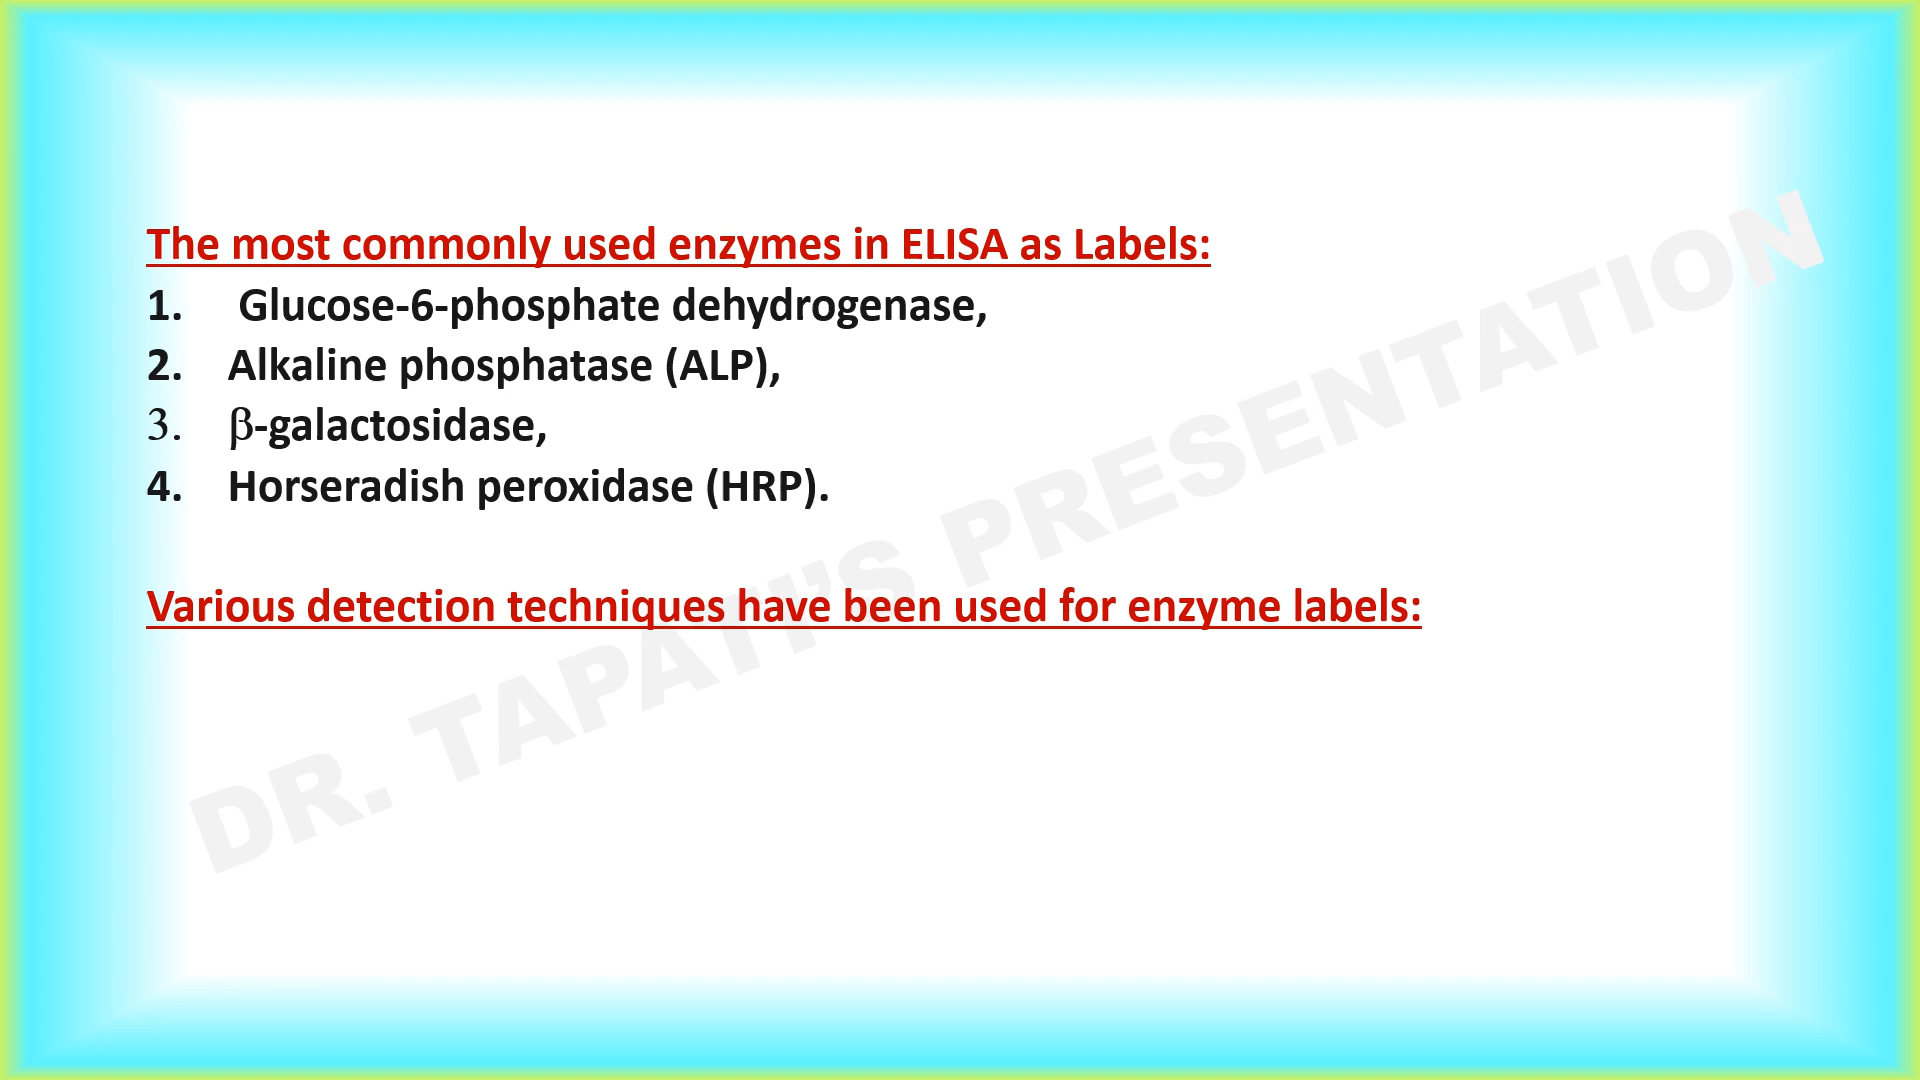 The most commonly used enzymes in ELISA as Labels:
1. Glucose-6-phosphate dehydrogenase,
2. Alkaline phosphatase (ALP),
3. β-galactosidase,
4. Horseradish peroxidase (HRP).
Various detection techniques have been used for enzyme labels:
DR. TAPATI'S PRESENTATION